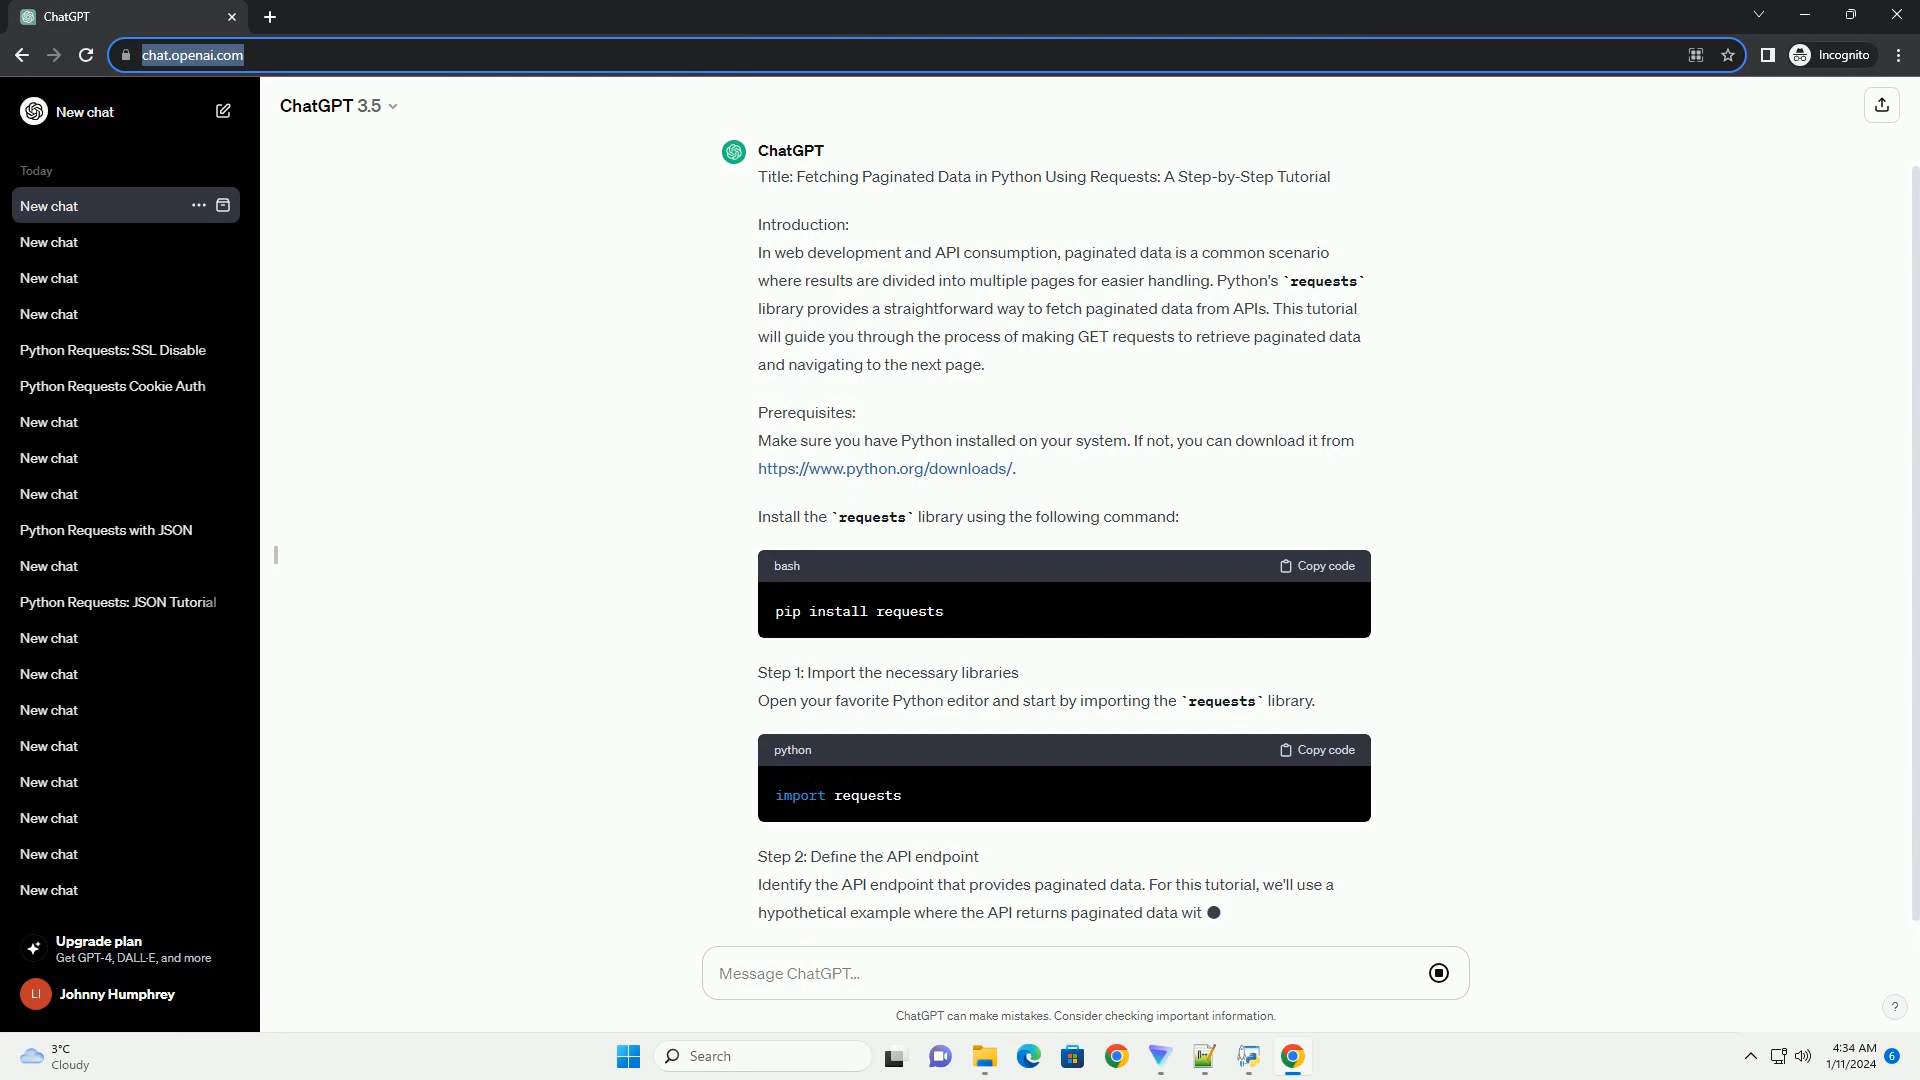 ChatGPT
chat.openai.com
Incognito
New chat
Today
New chat
New chat
New chat
New chat
Python Requests: SSL Disable
Python Requests Cookie Auth
New chat
New chat
New chat
Python Requests with JSON
New chat
Python Requests: JSON Tutorial
New chat
New chat
New chat
New chat
New chat
New chat
New chat
New chat
Upgrade plan
Get GPT-4, DALL·E, and more
LI
Johnny Humphrey
ChatGPT 3.5
ChatGPT
Title: Fetching Paginated Data in Python Using Requests: A Step-by-Step Tutorial
Introduction:
In web development and API consumption, paginated data is a common scenario
where results are divided into multiple pages for easier handling. Python's `requests`
library provides a straightforward way to fetch paginated data from APIs. This tutorial
will guide you through the process of making GET requests to retrieve paginated data
and navigating to the next page.
Prerequisites:
Make sure you have Python installed on your system. If not, you can download it from
https://www.python.org/downloads/.
Install the `requests` library using the following command:
bash
Copy code
pip install requests
Step 1: Import the necessary libraries
Open your favorite Python editor and start by importing the `requests` library.
python
Copy code
import requests
Step 2: Define the API endpoint
Identify the API endpoint that provides paginated data. For this tutorial, we'll use a
hypothetical example where the API returns paginated data wit
Message ChatGPT...
ChatGPT can make mistakes. Consider checking important information.
?
3°C
Cloudy
Search
4:34 AM
1/11/2024
6